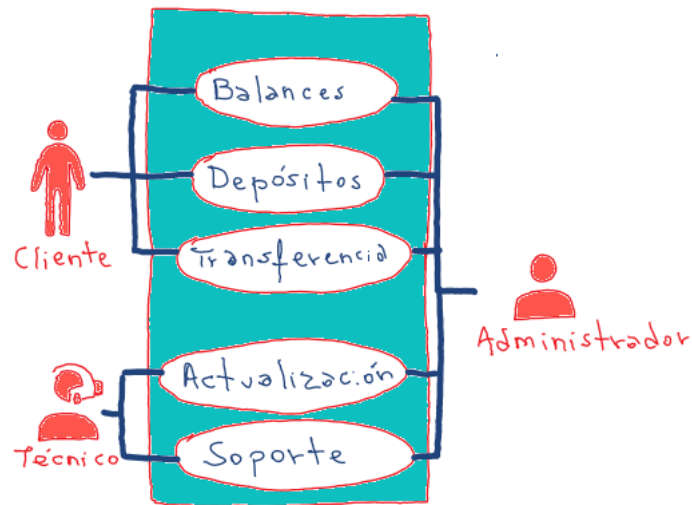 Balances
Depósitos
Transferencia
Cliente
Administrador
Actualización
Soporte
Técnico